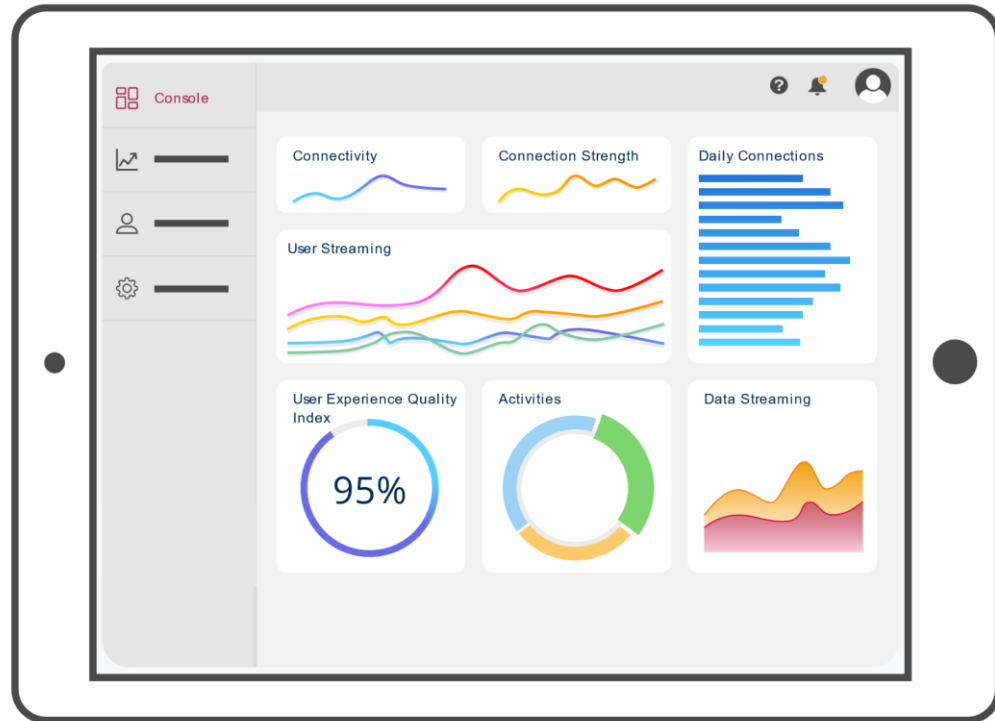 Console
Connectivity
Connection Strength
Daily Connections
User Streaming
User Experience Quality
Index
95%
Activities
Data Streaming